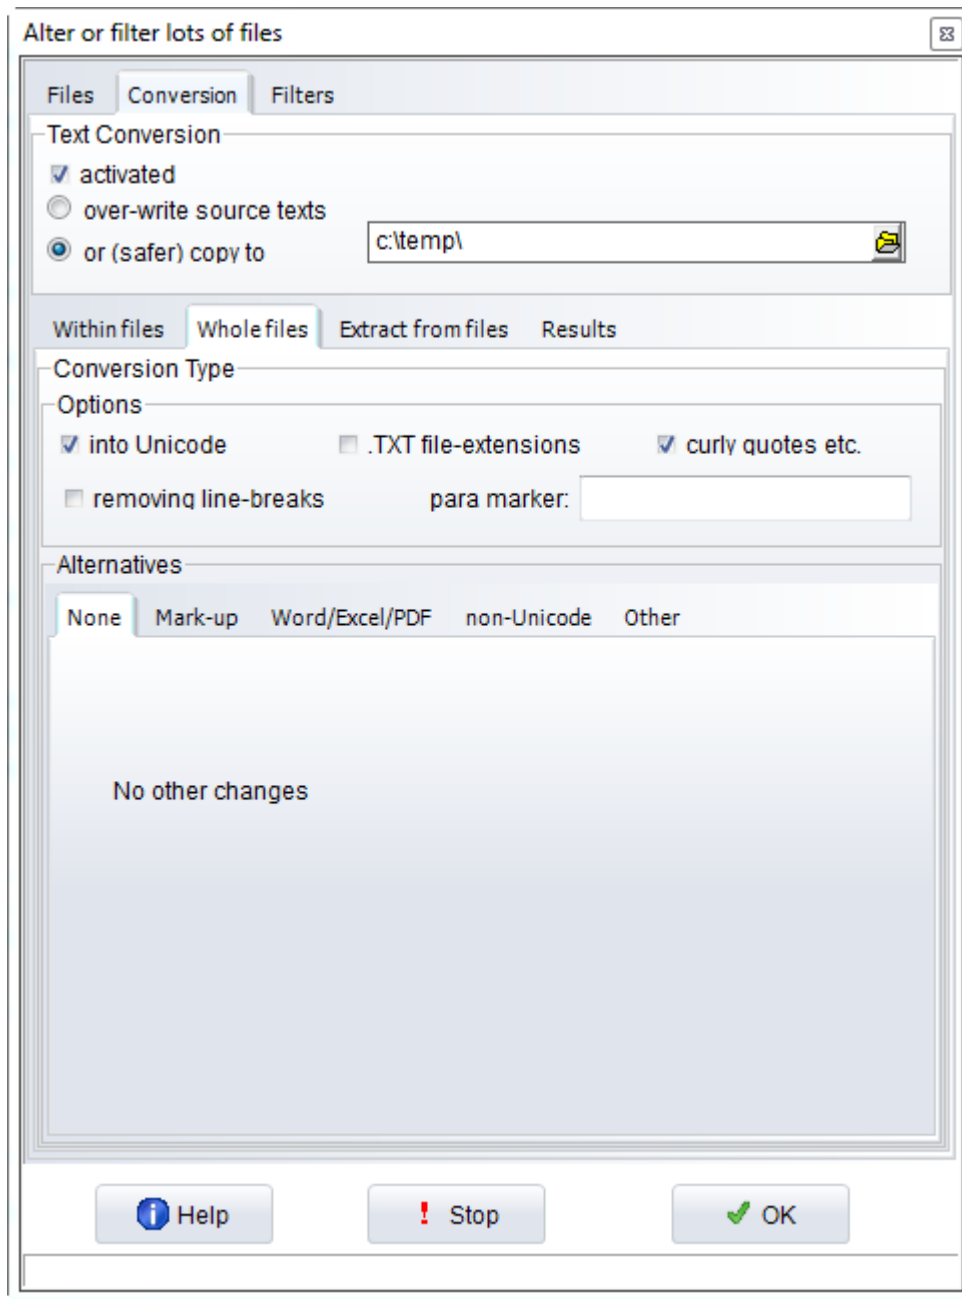 Alter or filter lots of files
Files Conversion Filters
Text Conversion
activated
over-write source texts
or (safer) copy to c:\temp\
Within files Whole files Extract from files Results
Conversion Type
Options
into Unicode .TXT file-extensions curly quotes etc.
removing line-breaks para marker:
Alternatives
None Mark-up Word/Excel/PDF non-Unicode Other
No other changes
Help ! Stop OK